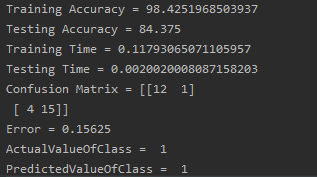 Training Accuracy = 98.4251968503937
Testing Accuracy = 84.375
Training Time = 0.11793065071105957
Testing Time = 0.0020020008087158203
Confusion Matrix = [[12  1]
 [ 4 15]]
Error = 0.15625
ActualValueOfClass =  1
PredictedValueOfClass =  1